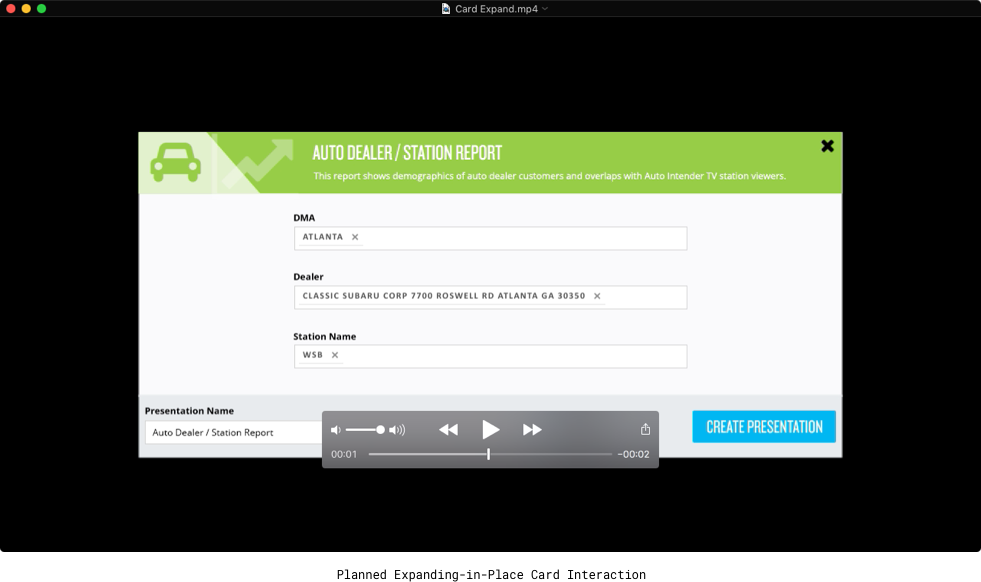 Card Expand.mp4
AUTO DEALER / STATION REPORT
This report shows demographics of auto dealer customers and overlaps with Auto Intender TV station viewers.
DMA
ATLANTA
Dealer
CLASSIC SUBARU CORP 7700 ROSWELL RD ATLANTA GA 30350
Station Name
WSB
Presentation Name
Auto Dealer / Station Report
CREATE PRESENTATION
00:01
-00:02
Planned Expanding-in-Place Card Interaction